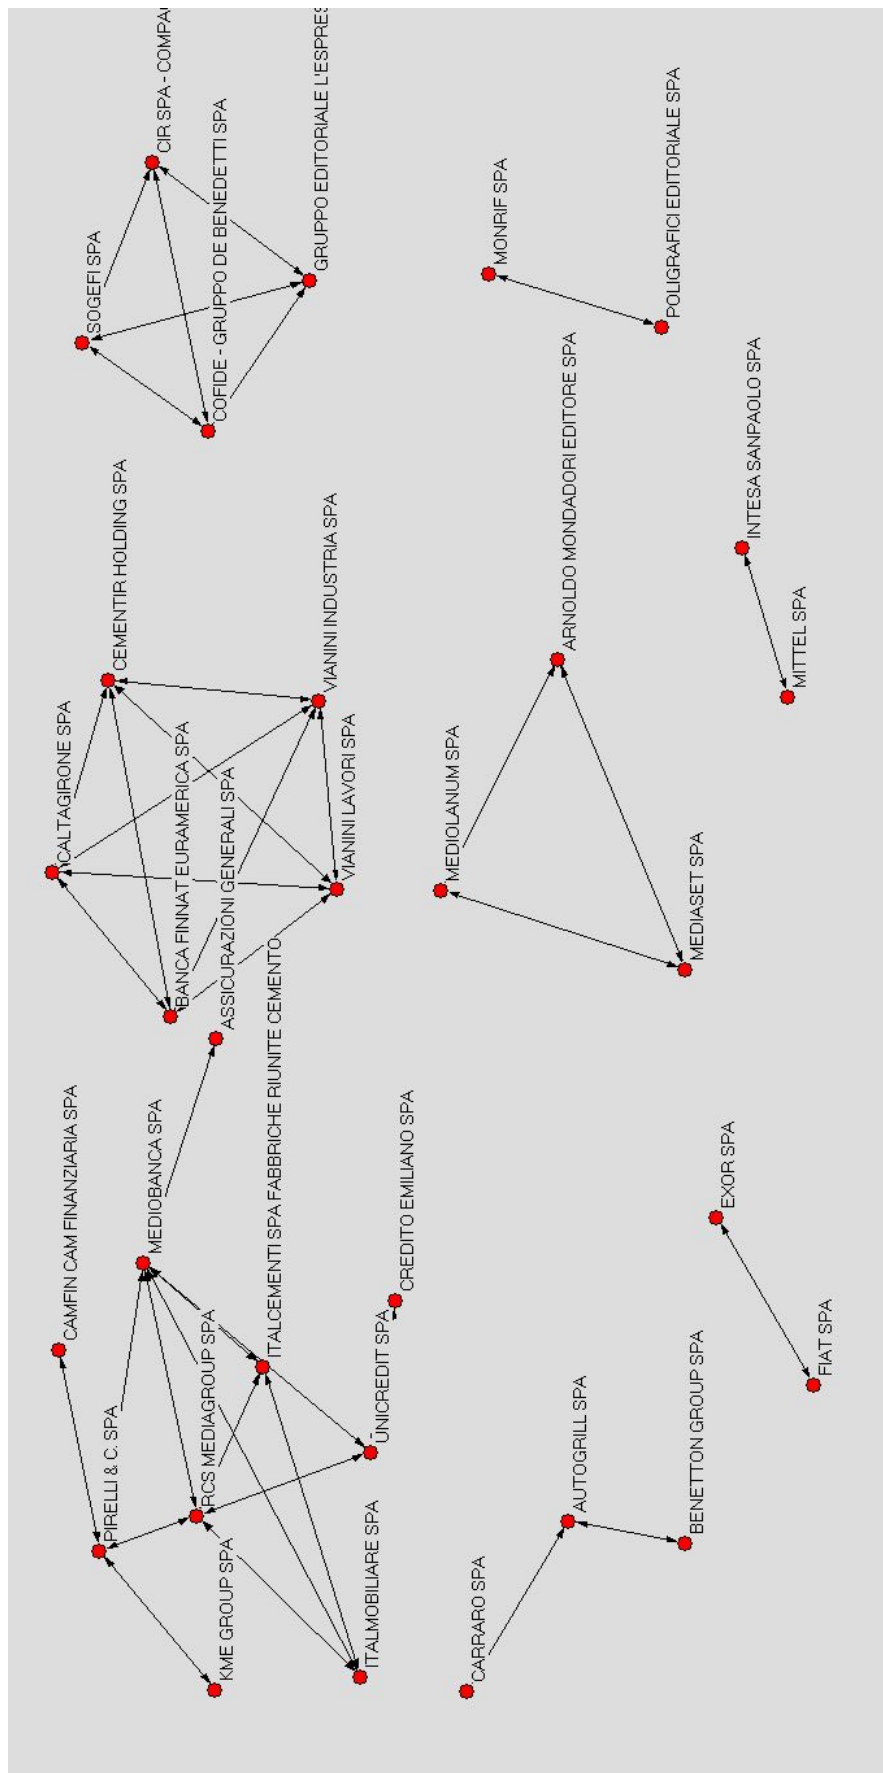 CIR SPA - COMPA
GRUPPO EDITORIALE L'ESPRES
SOGEFI SPA
COFIDE - GRUPPO DE BENEDETTI SPA
MONRIF SPA
POLIGRAFICI EDITORIALE SPA
CEMENTIR HOLDING SPA
VIANINI INDUSTRIA SPA
CALTAGIRONE SPA
BANCA FINNAT EURAMERICA SPA
VIANINI LAVORI SPA
ASSICURAZIONI GENERALI SPA
ARNOLDO MONDADORI EDITORE SPA
INTESA SANPAOLO SPA
MITTEL SPA
MEDIOLANUM SPA
MEDIASET SPA
CAMFIN CAM FINANZIARIA SPA
MEDIOBANCA SPA
ITALCEMENTI SPA FABBRICHE RIUNITE CEMENTO
CREDITO EMILIANO SPA
PIRELLI & C. SPA
RCS MEDIAGROUP SPA
UNICREDIT SPA
KME GROUP SPA
ITALMOBILIARE SPA
EXOR SPA
FIAT SPA
AUTOGRILL SPA
BENETTON GROUP SPA
CARRARO SPA